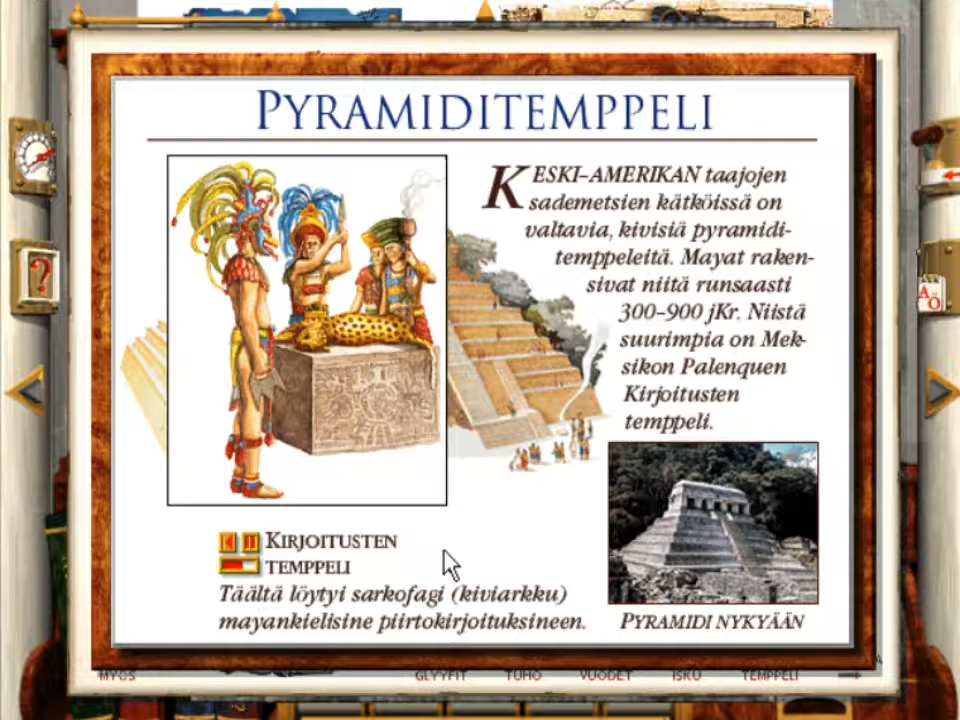 PYRAMIDITEMPPELI
KESKI-AMERIKAN taajojen
sademetsien kätköissä on
valtavia, kivisiä pyramidi-
temppeleitä. Mayat raken-
sivat niitä runsaasti
300-900 jKr. Niistä
suurimpia on Mek-
sikon Palenquen
Kirjoitusten
temppeli.
KIRJOITUSTEN
TEMPPELI
Täältä löytyi sarkofagi (kiviarkku)
mayankielisine piirtokirjoituksineen.
PYRAMIDI NYKYÄÄN
?
A
Ö
MYÖS GLYYFIT TUHO VUODET ISKU TEMPPELI